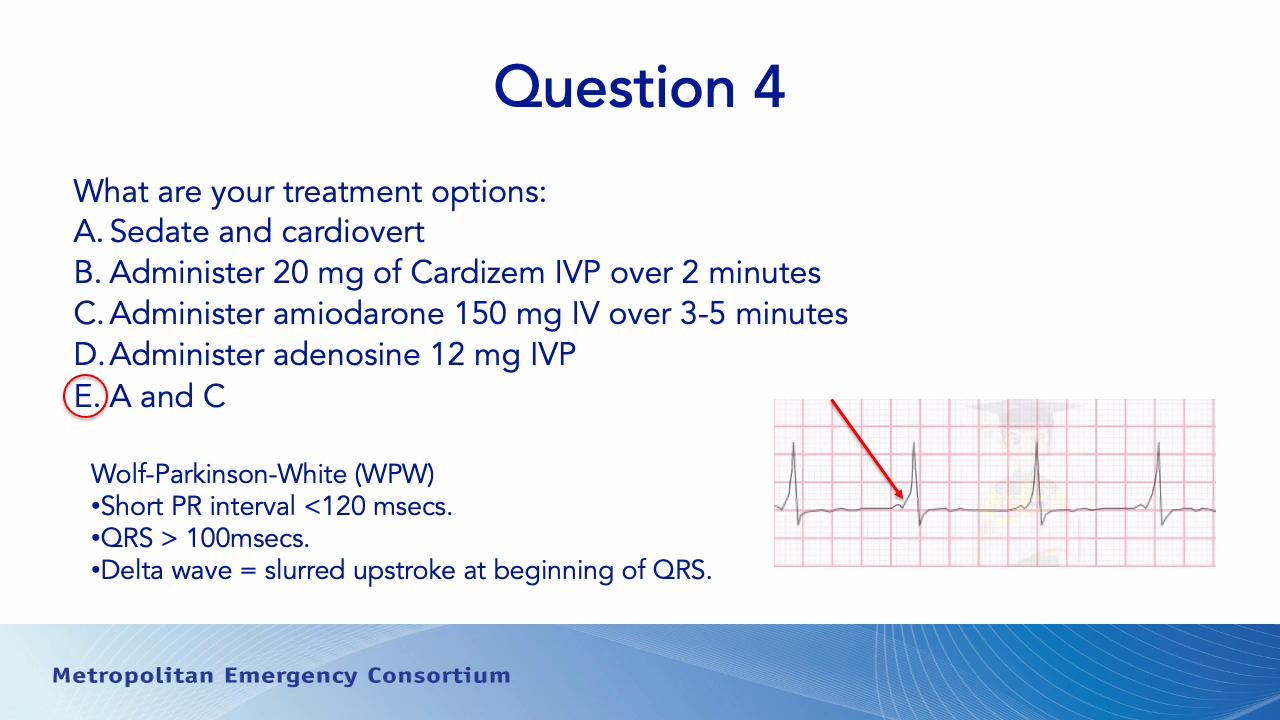 Question 4
What are your treatment options:
A. Sedate and cardiovert
B. Administer 20 mg of Cardizem IVP over 2 minutes
C. Administer amiodarone 150 mg IV over 3-5 minutes
D. Administer adenosine 12 mg IVP
E. A and C
Wolf-Parkinson-White (WPW)
•Short PR interval <120 msecs.
•QRS > 100msecs.
•Delta wave = slurred upstroke at beginning of QRS.
Metropolitan Emergency Consortium